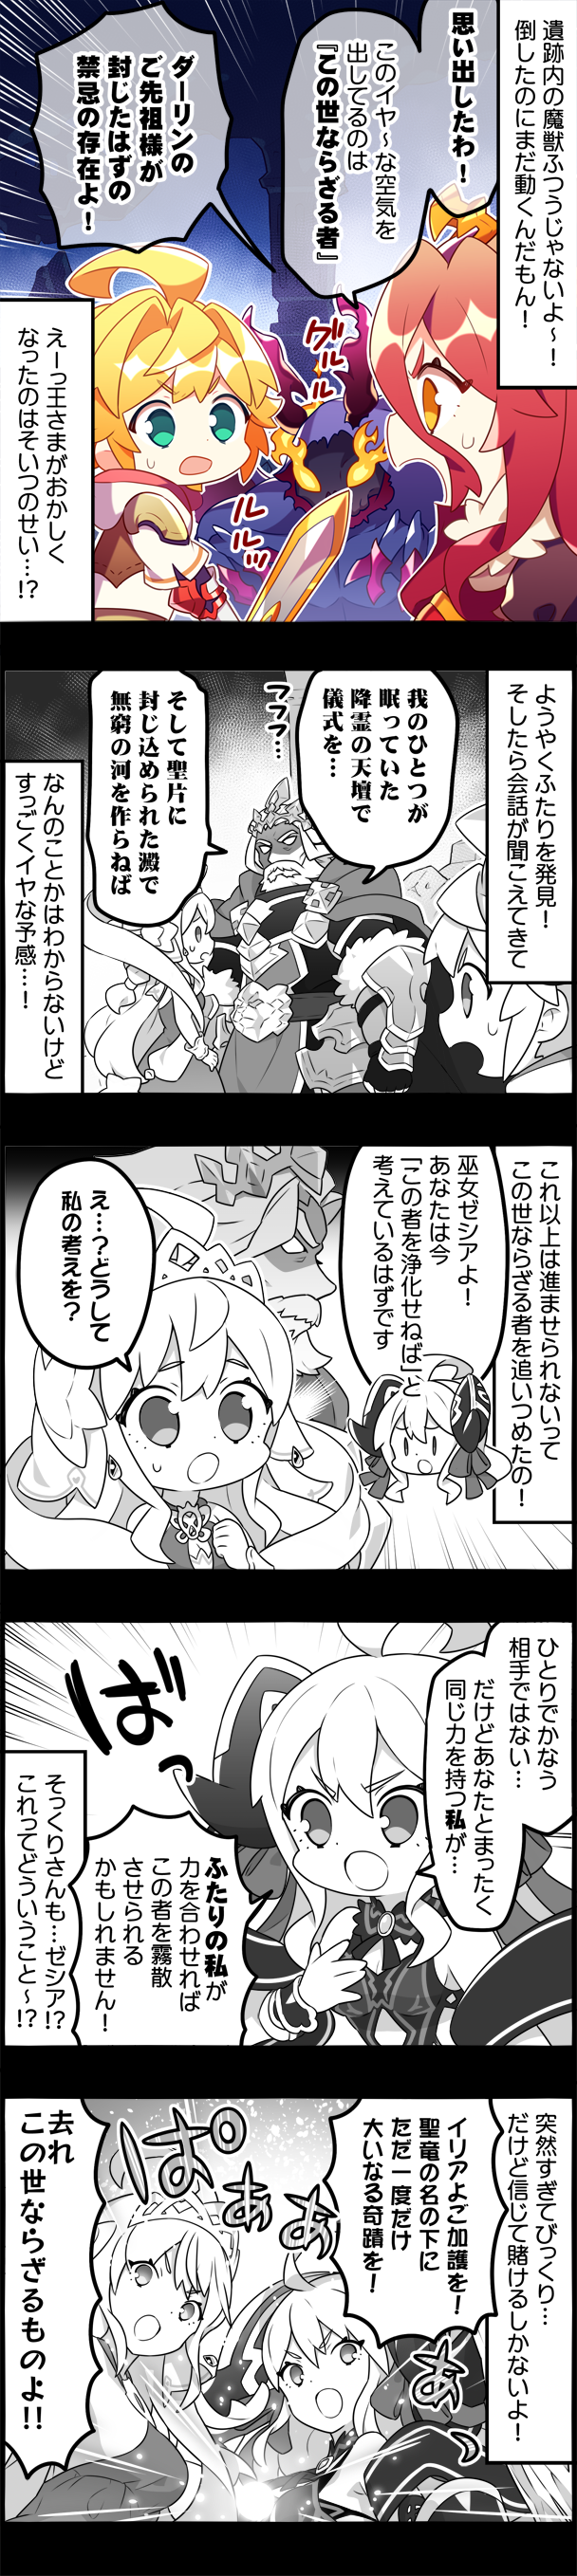 遺跡内の魔獣ふつうじゃないよ～！
倒したのにまだ動くんだもん！
思い出したわ！
このイヤ～な空気を
出してるのは
『この世ならざる者』
ダーリンの
ご先祖様が
封じたはずの
禁忌の存在よ！
グルル
ルルッ
えーっ王さまがおかしく
なったのはそいつのせい…!?
ようやくふたりを発見！
そしたら会話が聞こえてきて
我のひとつが
眠っていた
降霊の天壇で
儀式を…
フフフ…
そして聖片に
封じ込められた澱で
無窮の河を作らねば
なんのことかはわからないけど
すっごくイヤな予感…！
これ以上は進ませられないって
この世ならざる者を追いつめたの！
巫女ゼシアよ！
あなたは今
「この者を浄化せねば」と
考えているはずです
え…？どうして
私の考えを？
ひとりでかなう
相手ではない…
だけどあなたとまったく
同じ力を持つ私が…
ばっ
ふたりの私が
力を合わせれば
この者を霧散
させられる
かもしれません！
そっくりさんも…ゼシア!?
これってどういうこと～!?
突然すぎてびっくり…
だけど信じて賭けるしかないよ！
イリアよご加護を！
聖竜の名の下に
ただ一度だけ
大いなる奇蹟を！
ぱぁぁぁっ
去れ
この世ならざるものよ!!